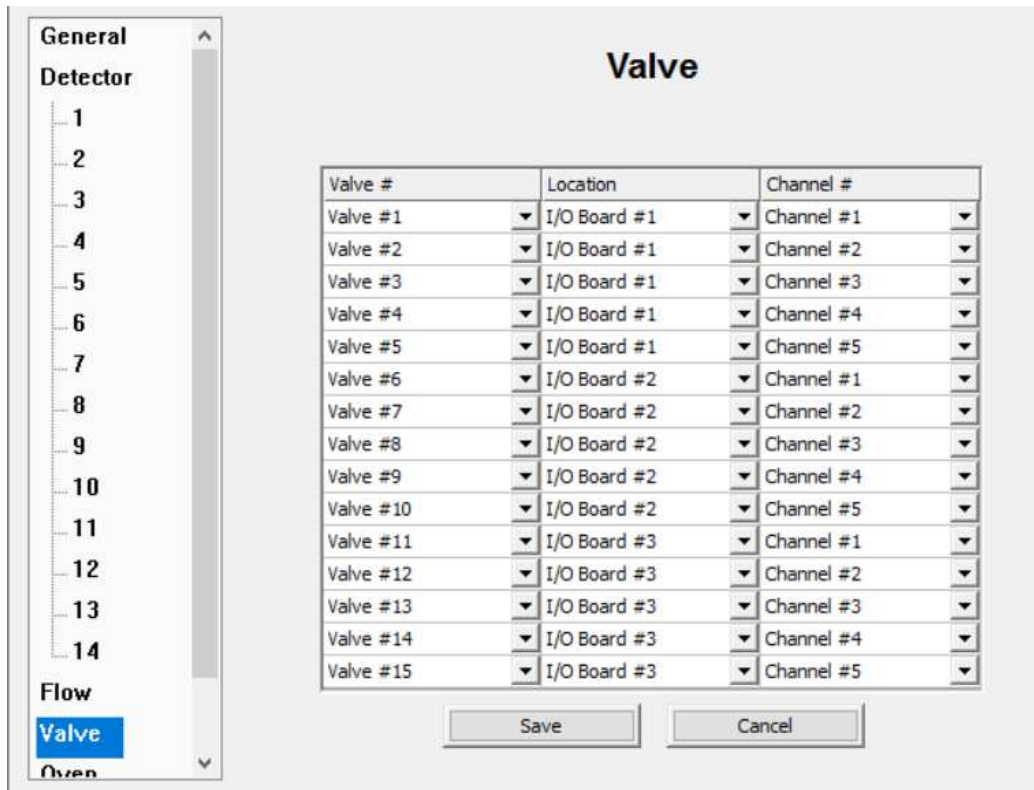 General
Detector
1
2
3
4
5
6
7
8
9
10
11
12
13
14
Flow
Valve
Oven
Valve
Valve # Location Channel #
Valve #1 I/O Board #1 Channel #1
Valve #2 I/O Board #1 Channel #2
Valve #3 I/O Board #1 Channel #3
Valve #4 I/O Board #1 Channel #4
Valve #5 I/O Board #1 Channel #5
Valve #6 I/O Board #2 Channel #1
Valve #7 I/O Board #2 Channel #2
Valve #8 I/O Board #2 Channel #3
Valve #9 I/O Board #2 Channel #4
Valve #10 I/O Board #2 Channel #5
Valve #11 I/O Board #3 Channel #1
Valve #12 I/O Board #3 Channel #2
Valve #13 I/O Board #3 Channel #3
Valve #14 I/O Board #3 Channel #4
Valve #15 I/O Board #3 Channel #5
Save Cancel